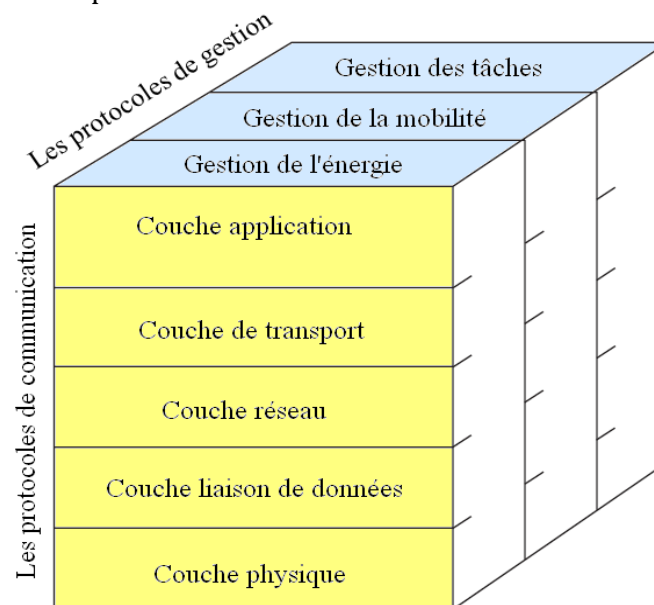 Les protocoles de gestion
Gestion des tâches
Gestion de la mobilité
Gestion de l'énergie
Les protocoles de communication
Couche application
Couche de transport
Couche réseau
Couche liaison de données
Couche physique